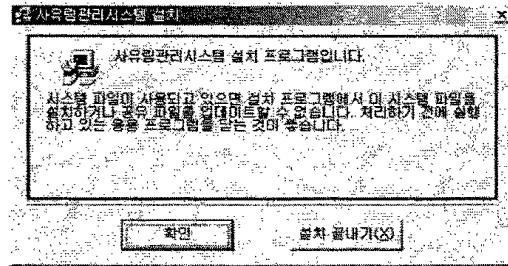 사유림관리시스템 설치
사유림관리시스템 설치 프로그램입니다.
시스템 파일이 사용되고 있으면 설치 프로그램에서 이 시스템 파일을
설치하거나 공유 파일을 업데이트할 수 없습니다. 처리하기 전에 실행
하고 있는 응용 프로그램을 닫는 것이 좋습니다.
확인
설치 끝내기(X)